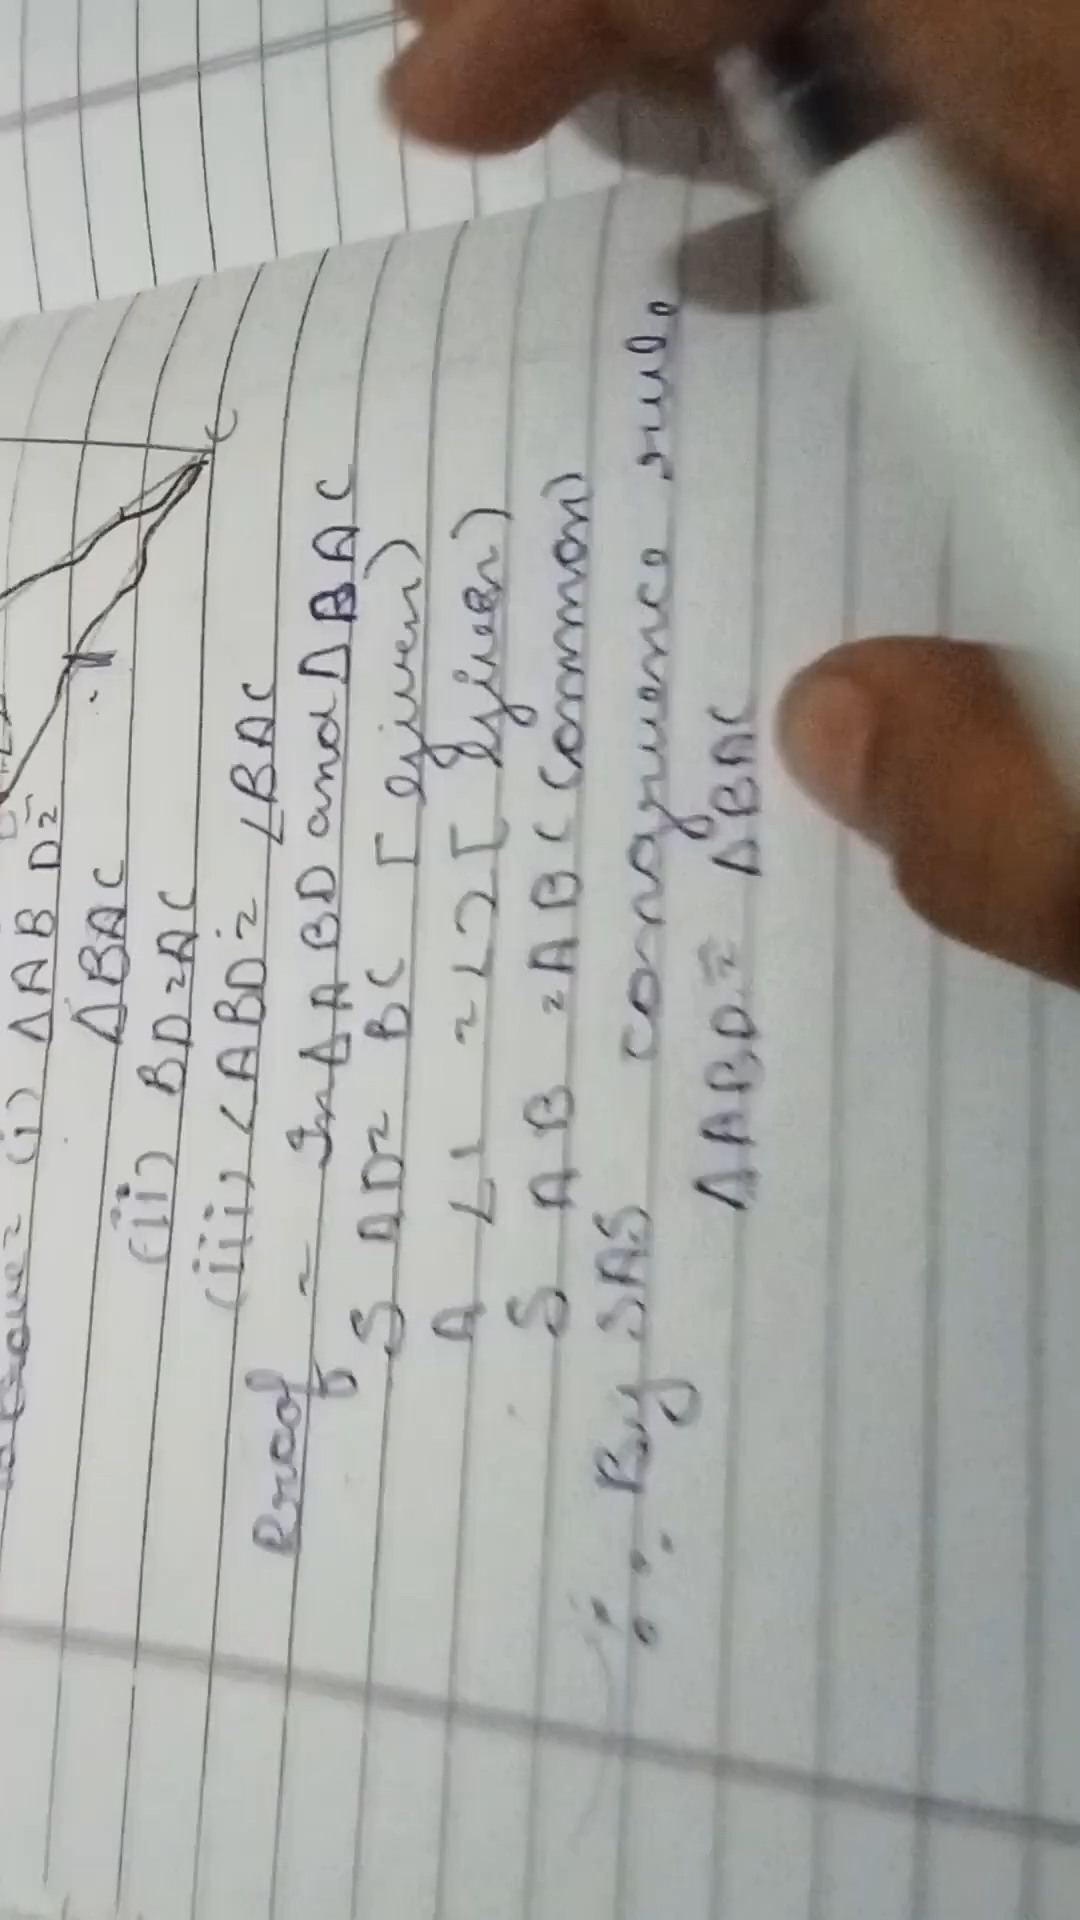 C
(i) ΔABD ≅
ΔBAC
(ii) BD = AC
(iii) ∠ABD = ∠BAC
Proof - In ΔABD and ΔBAC
S AD = BC [given)
A ∠1 = ∠2 [given)
S AB = AB (common)
∴ By SAS congruence rule
ΔABD ≅ ΔBAC